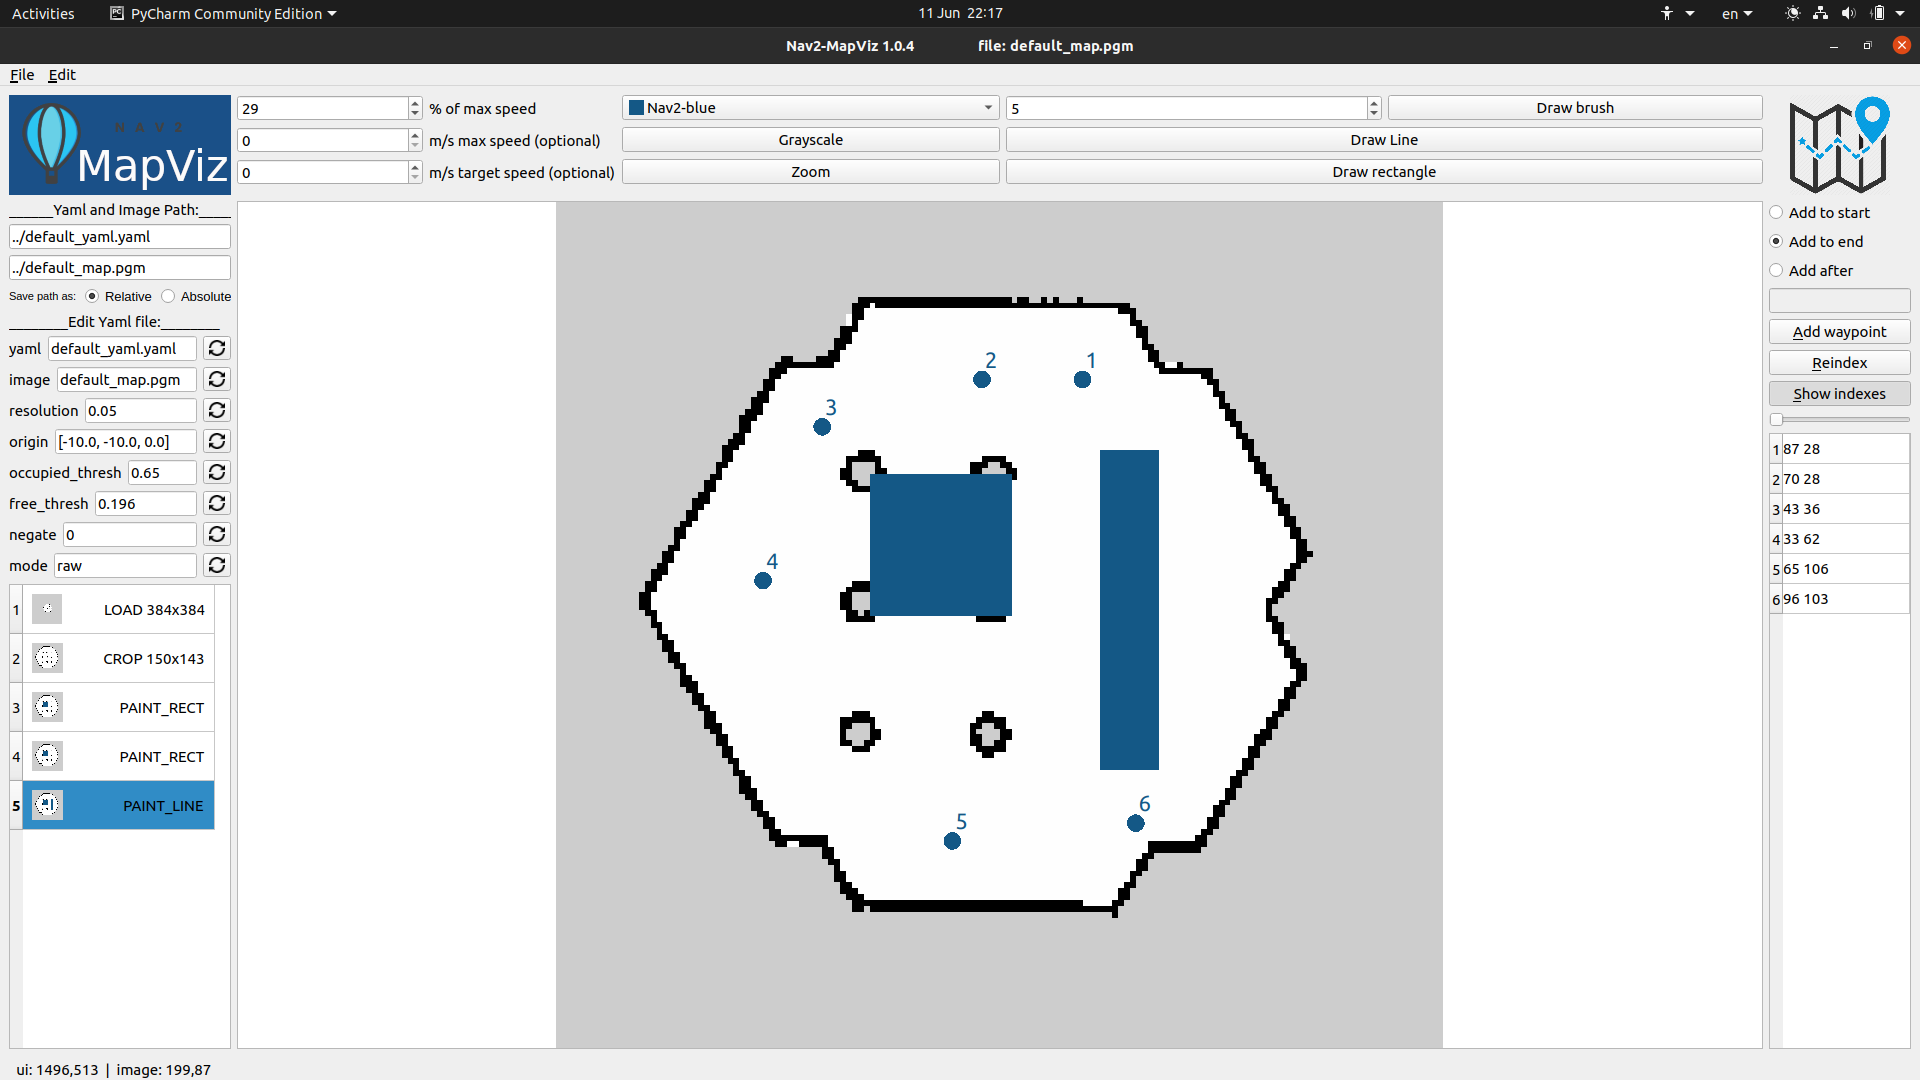 Activities PyCharm Community Edition 11 Jun 22:17 en
Nav2-MapViz 1.0.4 file: default_map.pgm
File Edit
NAV2
MapViz
29 % of max speed Nav2-blue 5 Draw brush
0 m/s max speed (optional) Grayscale Draw Line
0 m/s target speed (optional) Zoom Draw rectangle
______Yaml and Image Path:____
../default_yaml.yaml
../default_map.pgm
Save path as: Relative Absolute
________Edit Yaml file:________
yaml default_yaml.yaml
image default_map.pgm
resolution 0.05
origin [-10.0, -10.0, 0.0]
occupied_thresh 0.65
free_thresh 0.196
negate 0
mode raw
1 LOAD 384x384
2 CROP 150x143
3 PAINT_RECT
4 PAINT_RECT
5 PAINT_LINE
2 1
3
4
6
5
Add to start
Add to end
Add after
Add waypoint
Reindex
Show indexes
1 87 28
2 70 28
3 43 36
4 33 62
5 65 106
6 96 103
ui: 1496,513 | image: 199,87